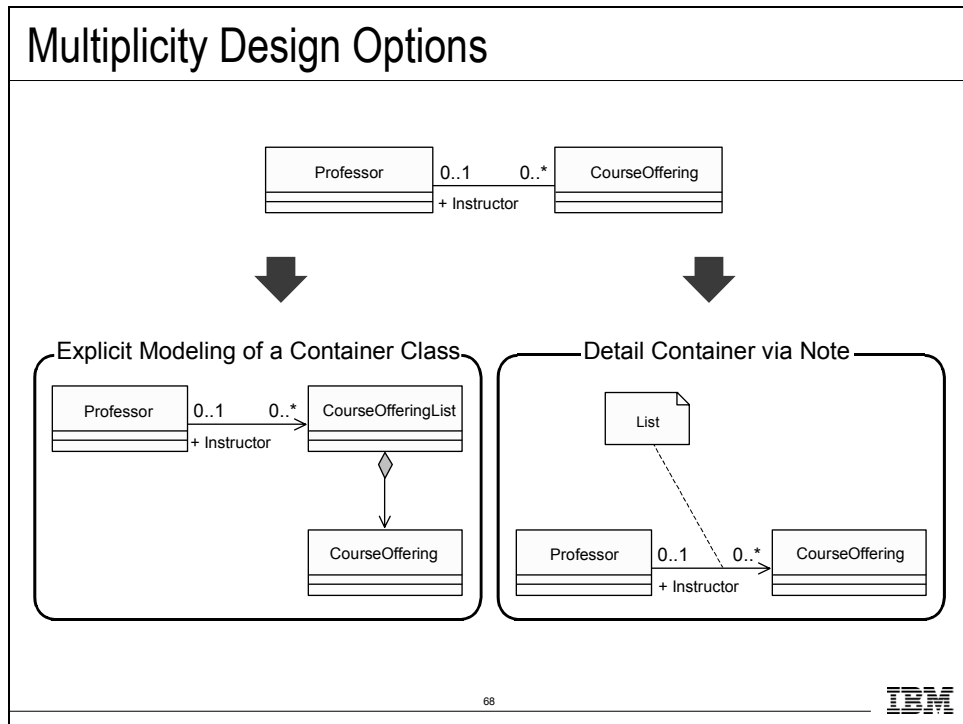 Multiplicity Design Options
Professor 0..1 0..* CourseOffering
+ Instructor
Explicit Modeling of a Container Class
Professor 0..1 0..* CourseOfferingList
+ Instructor
CourseOffering
Detail Container via Note
List
Professor 0..1 0..* CourseOffering
+ Instructor
68
IBM